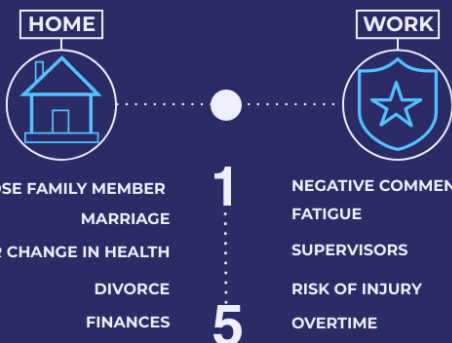 HOME
WORK
FAMILY MEMBER
1
NEGATIVE
MARRIAGE
FATIGUE
CHANGE IN HEALTH
SUPERVISORS
DIVORCE
RISK OF INJURY
FINANCES
5
OVERTIME